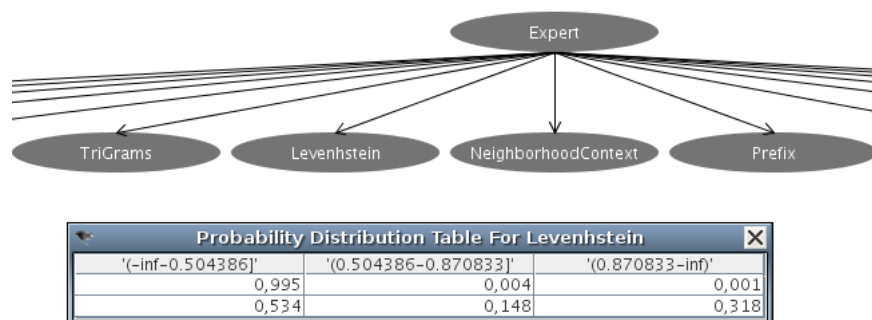 Expert
TriGrams Levenhstein NeighborhoodContext Prefix
Probability Distribution Table For Levenhstein
'(-inf-0.504386]' '(0.504386-0.870833]' '(0.870833-inf)'
0,995 0,004 0,001
0,534 0,148 0,318